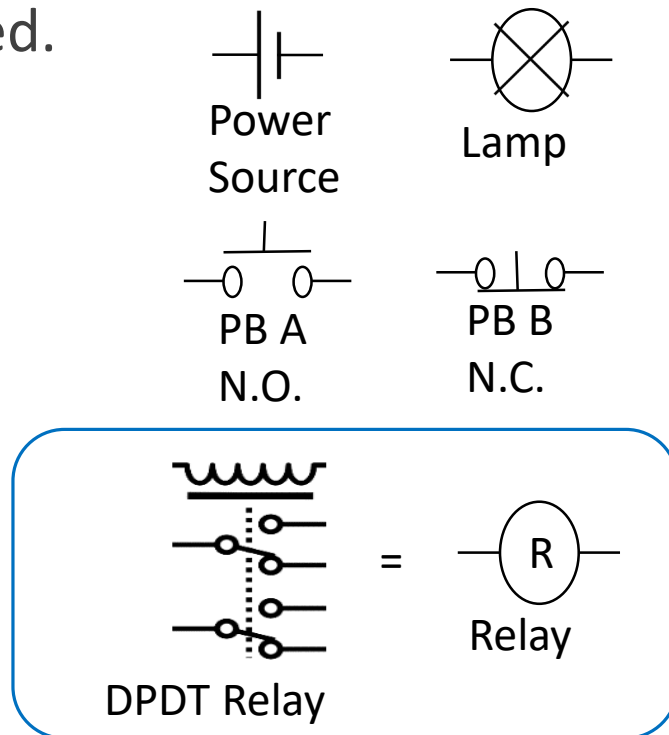 ed.
Power
Source
Lamp
PB A
N.O.
PB B
N.C.
=
R
Relay
DPDT Relay